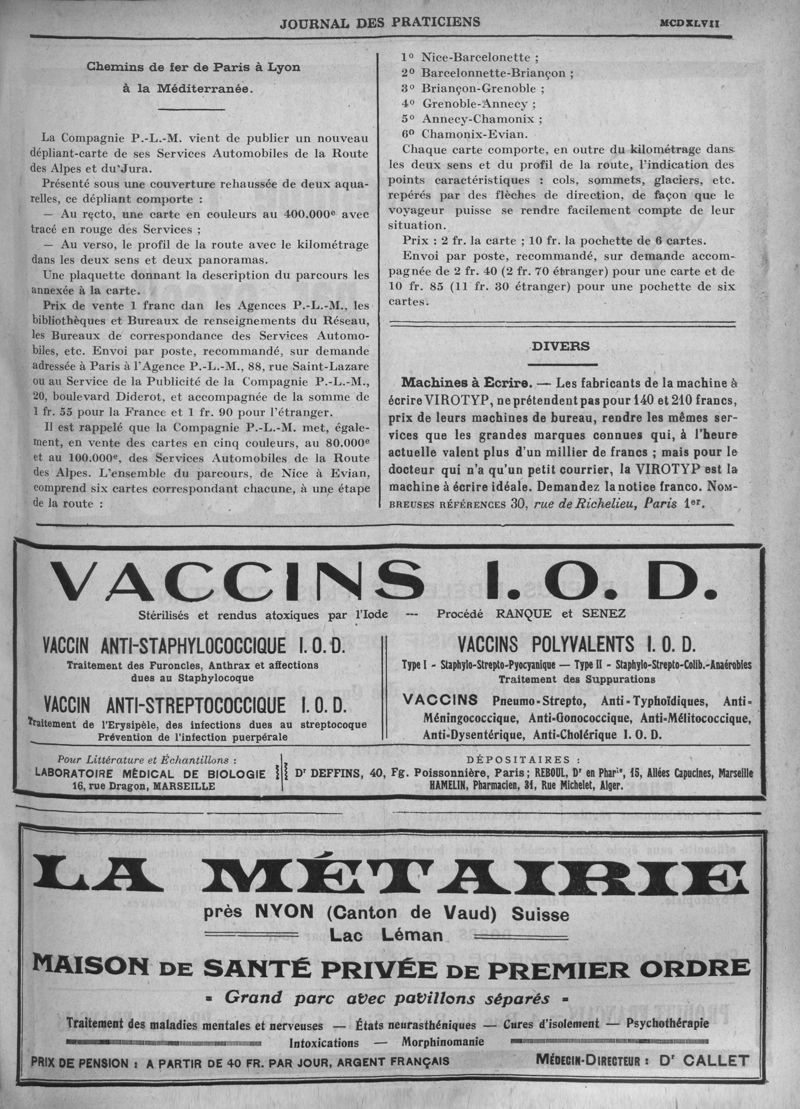 JOURNAL DES PRATICIENS
MCDXLVII
Chemins de fer de Paris à Lyon
à la Méditerranée.
La Compagnie P.-L.-M. vient de publier un nouveau
dépliant-carte de ses Services Automobiles de la Route
des Alpes et du Jura.
Présenté sous une couverture rehaussée de deux aqua-
relles, ce dépliant comporte :
— Au recto, une carte en couleurs au 400.000e avec
tracé en rouge des Services ;
— Au verso, le profil de la route avec le kilométrage
dans les deux sens et deux panoramas.
Une plaquette donnant la description du parcours les
annexée à la carte.
Prix de vente 1 franc dan les Agences P.-L.-M., les
bibliothèques et Bureaux de renseignements du Réseau,
les Bureaux de correspondance des Services Automo-
biles, etc. Envoi par poste, recommandé, sur demande
adressée à Paris à l'Agence P.-L.-M., 88, rue Saint-Lazare
ou au Service de la Publicité de la Compagnie P.-L.-M.,
20, boulevard Diderot, et accompagnée de la somme de
1 fr. 55 pour la France et 1 fr. 90 pour l'étranger.
Il est rappelé que la Compagnie P.-L.-M. met, égale-
ment, en vente des cartes en cinq couleurs, au 80.000e
et au 100.000e, des Services Automobiles de la Route
des Alpes. L'ensemble du parcours, de Nice à Evian,
comprend six cartes correspondant chacune, à une étape
de la route :
1o Nice-Barcelonette ;
2o Barcelonnette-Briançon ;
3o Briançon-Grenoble ;
4o Grenoble-Annecy ;
5o Annecy-Chamonix ;
6o Chamonix-Evian.
Chaque carte comporte, en outre du kilométrage dans
les deux sens et du profil de la route, l'indication des
points caractéristiques : cols, sommets, glaciers, etc.
repérés par des flèches de direction, de façon que le
voyageur puisse se rendre facilement compte de leur
situation.
Prix : 2 fr. la carte ; 10 fr. la pochette de 6 cartes.
Envoi par poste, recommandé, sur demande accom-
pagnée de 2 fr. 40 (2 fr. 70 étranger) pour une carte et de
10 fr. 85 (11 fr. 30 étranger) pour une pochette de six
cartes.
DIVERS
Machines à Écrire. — Les fabricants de la machine à
écrire VIROTYP, ne prétendent pas pour 140 et 210 francs,
prix de leurs machines de bureau, rendre les mêmes ser-
vices que les grandes marques connues qui, à l'heure
actuelle valent plus d'un millier de francs ; mais pour le
docteur qui n'a qu'un petit courrier, la VIROTYP est la
machine à écrire idéale. Demandez la notice franco. NOM-
BREUSES RÉFÉRENCES 30, rue de Richelieu, Paris 1er.
VACCINS I. O. D.
Stérilisés et rendus atoxiques par l'Iode — Procédé RANQUE et SENEZ
VACCIN ANTI-STAPHYLOCOCCIQUE I. O. D.
Traitement des Furoncles, Anthrax et affections
dues au Staphylocoque
VACCIN ANTI-STREPTOCOCCIQUE I. O. D.
Traitement de l'Erysipèle, des infections dues au streptocoque
Prévention de l'infection puerpérale
VACCINS POLYVALENTS I. O. D.
Type I - Staphylo-Strepto-Pyocyanique — Type II - Staphylo-Strepto-Colib.-Anaérobies
Traitement des Suppurations
VACCINS Pneumo-Strepto, Anti-Typhoïdiques, Anti-
Méningococcique, Anti-Gonococcique, Anti-Mélitococcique,
Anti-Dysentérique, Anti-Cholérique I. O. D.
Pour Littérature et Échantillons :
LABORATOIRE MÉDICAL DE BIOLOGIE
16, rue Dragon, MARSEILLE
DÉPOSITAIRES :
Dr DEFFINS, 40, Fg. Poissonnière, Paris ; REBOUL, Dr en Phar1e, 15, Allées Capucines, Marseille
HAMELIN, Pharmacien, 31, Rue Michelet, Alger.
LA MÉTAIRIE
près NYON (Canton de Vaud) Suisse
Lac Léman
MAISON DE SANTÉ PRIVÉE DE PREMIER ORDRE
Grand parc avec pavillons séparés
Traitement des maladies mentales et nerveuses — États neurasthéniques — Cures d'isolement — Psychothérapie
Intoxications — Morphinomanie
PRIX DE PENSION : A PARTIR DE 40 FR. PAR JOUR, ARGENT FRANÇAIS
MÉDECIN-DIRECTEUR : Dr CALLET